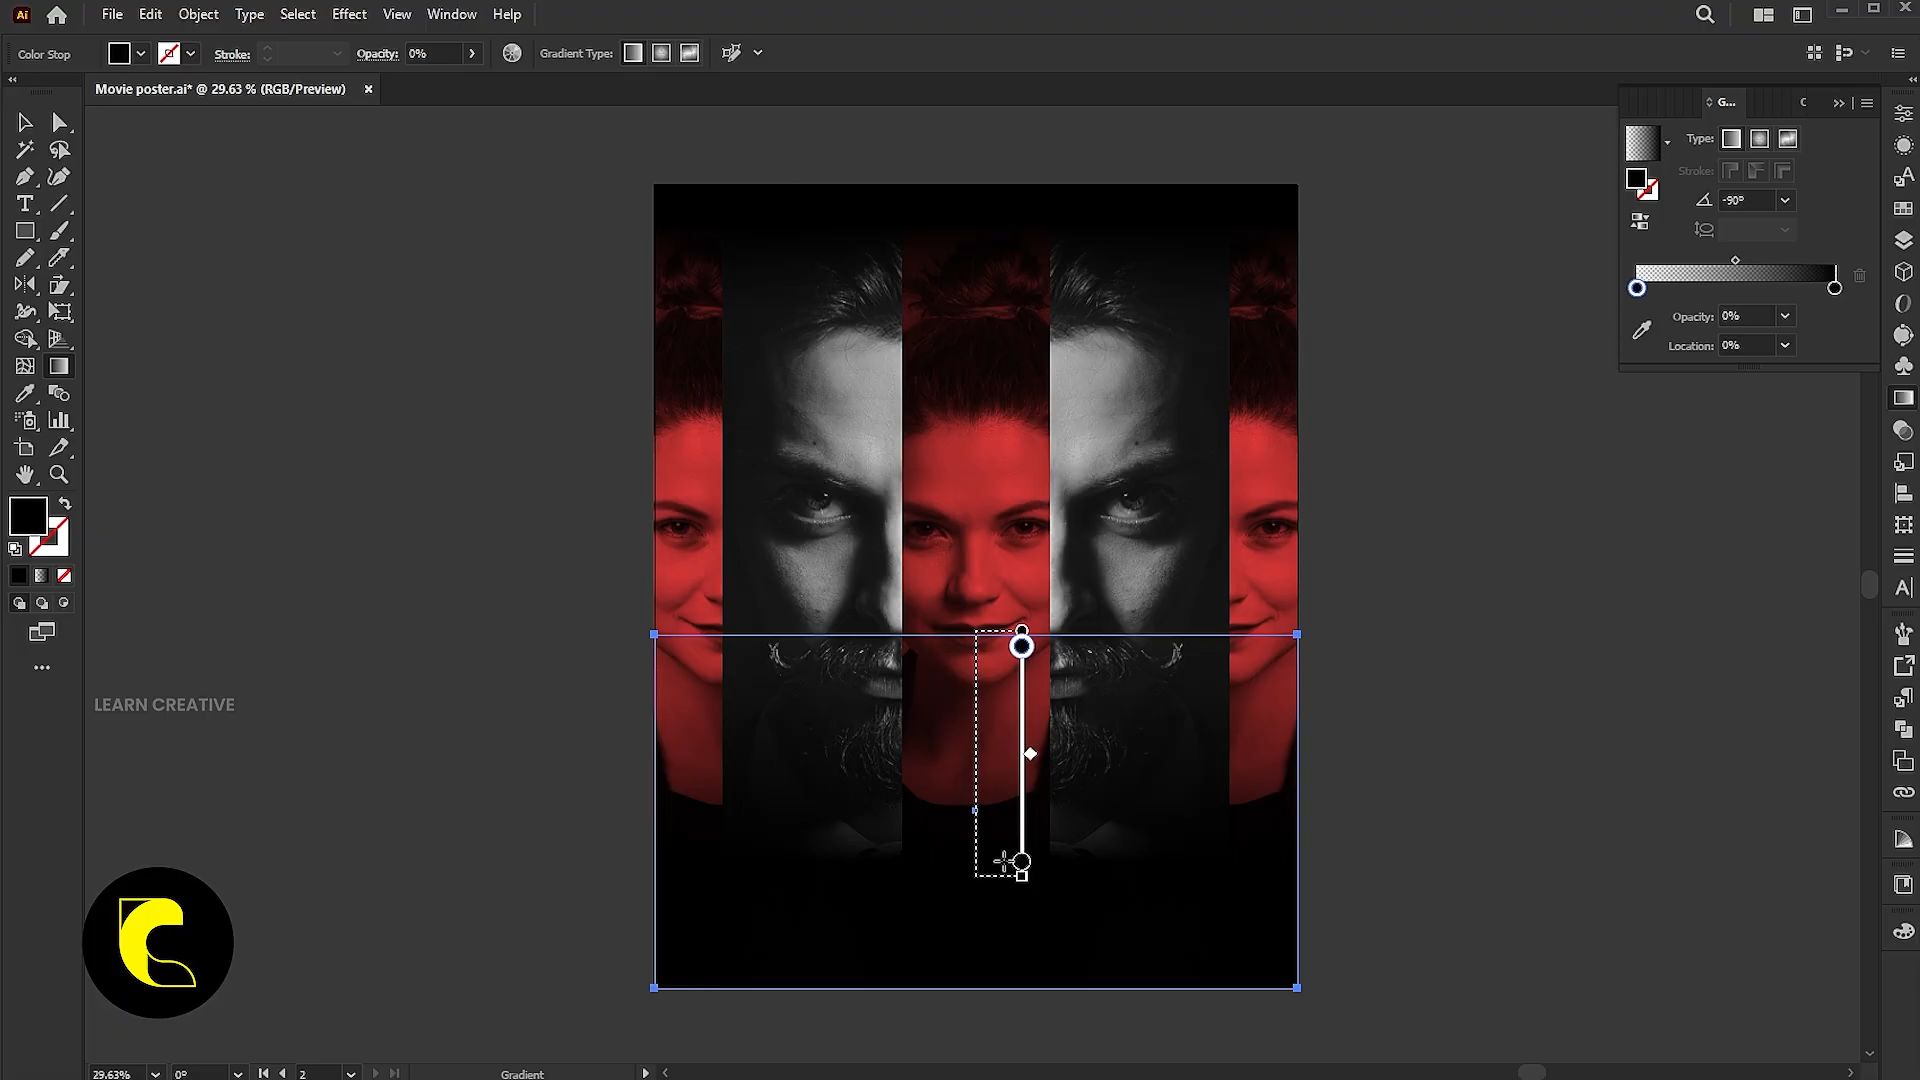 Ai File Edit Object Type Select Effect View Window Help
Color Stop Stroke: Opacity: 0% Gradient Type:
Movie poster.ai* @ 29.63 % (RGB/Preview) ×
G... C
Type:
Stroke:
-90°
Opacity: 0%
Location: 0%
LEARN CREATIVE
29.63% 0° 2 Gradient